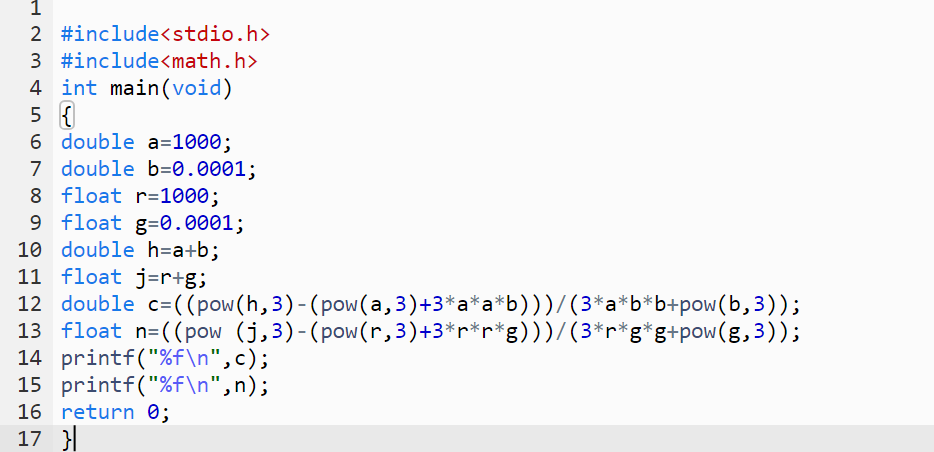 1
2 #include<stdio.h>
3 #include<math.h>
4 int main(void)
5 {
6 double a=1000;
7 double b=0.0001;
8 float r=1000;
9 float g=0.0001;
10 double h=a+b;
11 float j=r+g;
12 double c=((pow(h,3)-(pow(a,3)+3*a*a*b)))/(3*a*b*b+pow(b,3));
13 float n=((pow (j,3)-(pow(r,3)+3*r*r*g)))/(3*r*g*g+pow(g,3));
14 printf("%f\n",c);
15 printf("%f\n",n);
16 return 0;
17 }